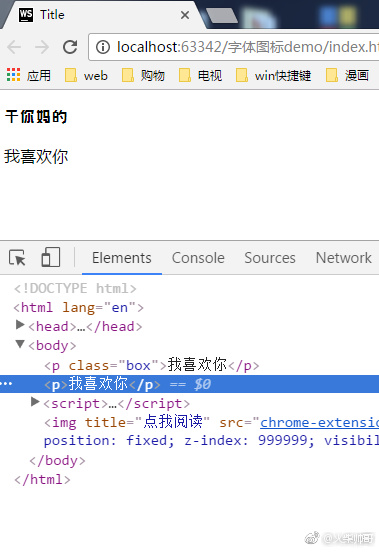 WS Title
localhost:63342/字体图标demo/index.h
应用 web 购物 电视 win快捷键 漫画
干你妈的
我喜欢你
Elements Console Sources Network
<!DOCTYPE html>
<html lang="en">
<head>…</head>
<body>
<p class="box">我喜欢你</p>
<p>我喜欢你</p> == $0
<script>…</script>
<img title="点我阅读" src="chrome-extensio
position: fixed; z-index: 999999; visibil
</body>
</html>